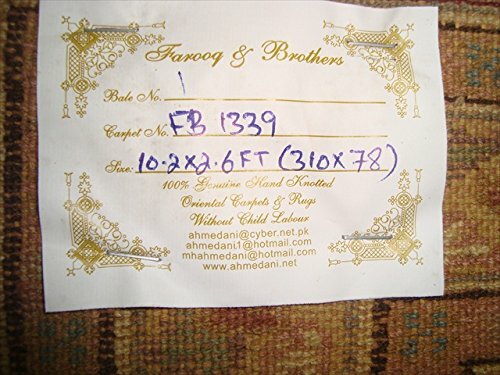 Farooq & Brothers
Bale No. 1
Carpet No. FB 1339
Size: 10.2X2.6FT (310X78)
100% Genuine Hand Knotted
Oriental Carpets & Rugs
Without Child Labour
ahmedani@cyber.net.pk
ahmedani1@hotmail.com
mhahmedani@hotmail.com
www.ahmedani.net